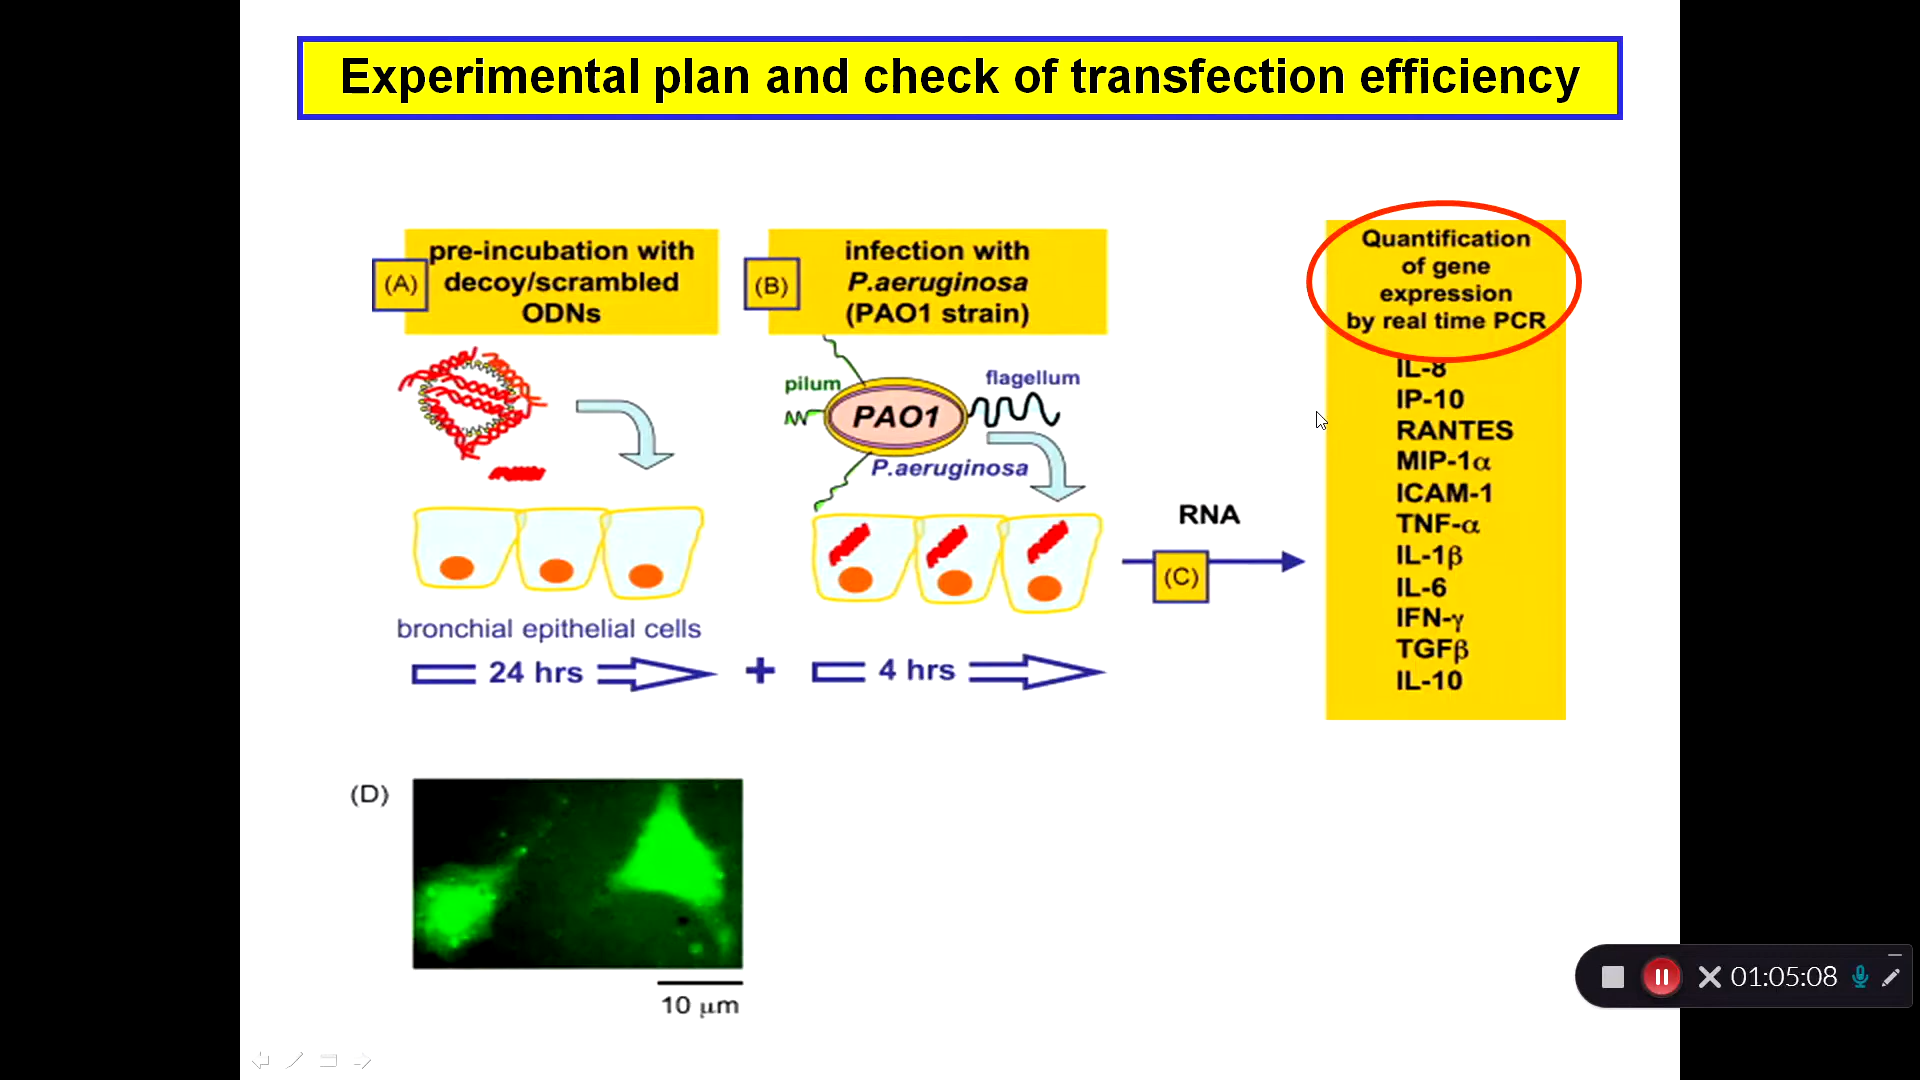 Experimental plan and check of transfection efficiency
(A)
pre-incubation with
decoy/scrambled
ODNs
(B)
infection with
P.aeruginosa
(PAO1 strain)
Quantification
of gene
expression
by real time PCR
IL-8
IP-10
RANTES
MIP-1α
ICAM-1
TNF-α
IL-1β
IL-6
IFN-γ
TGFβ
IL-10
pilum
flagellum
PAO1
P.aeruginosa
RNA
(C)
bronchial epithelial cells
24 hrs + 4 hrs
(D)
10 μm
01:05:08